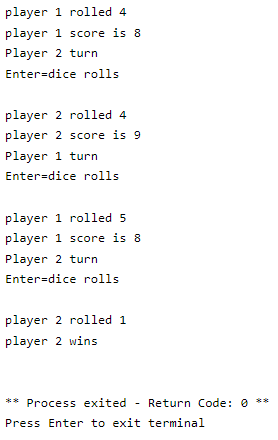 player 1 rolled 4
player 1 score is 8
Player 2 turn
Enter=dice rolls
player 2 rolled 4
player 2 score is 9
Player 1 turn
Enter=dice rolls
player 1 rolled 5
player 1 score is 8
Player 2 turn
Enter=dice rolls
player 2 rolled 1
player 2 wins
** Process exited - Return Code: 0 **
Press Enter to exit terminal